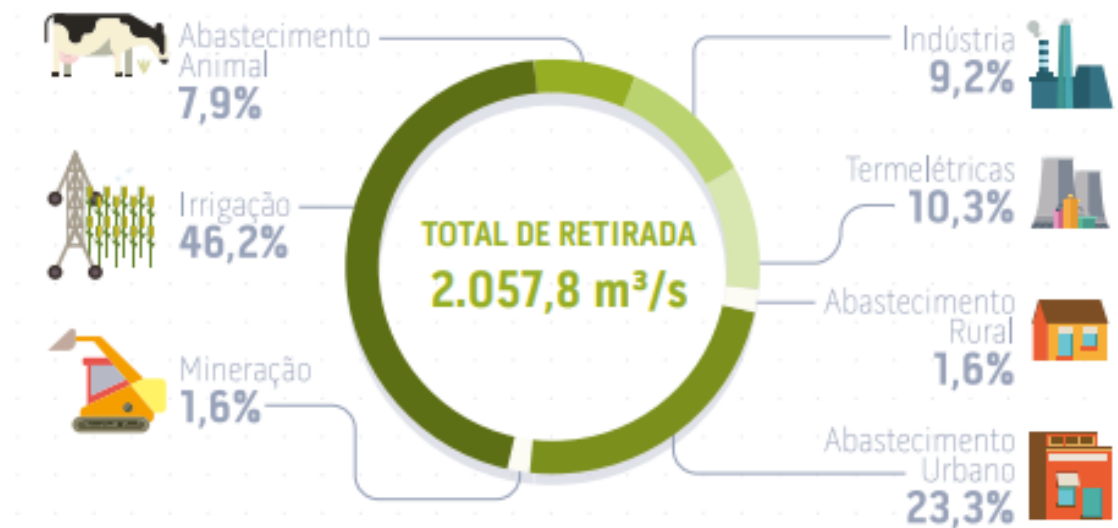 Abastecimento
Animal
7,9%
Irrigação
46,2%
Mineração
1,6%
TOTAL DE RETIRADA
2.057,8 m³/s
Indústria
9,2%
Termelétricas
10,3%
Abastecimento
Rural
1,6%
Abastecimento
Urbano
23,3%